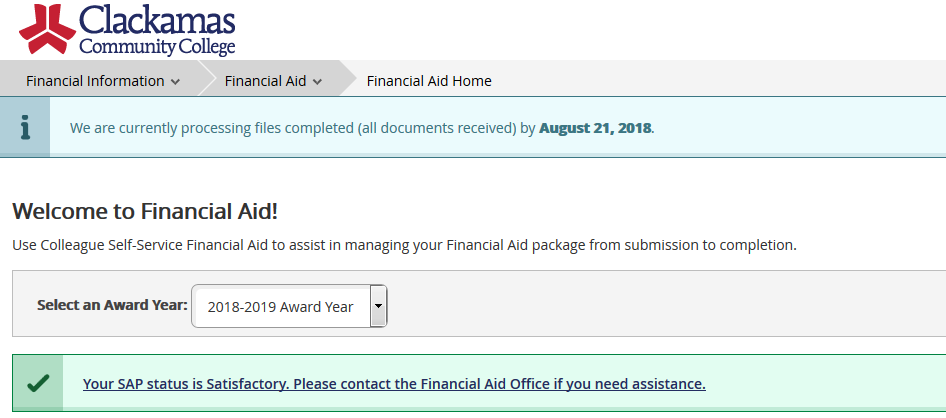 Clackamas
Community College
Financial Information Financial Aid Financial Aid Home
We are currently processing files completed (all documents received) by August 21, 2018.
Welcome to Financial Aid!
Use Colleague Self-Service Financial Aid to assist in managing your Financial Aid package from submission to completion.
Select an Award Year: 2018-2019 Award Year
Your SAP status is Satisfactory. Please contact the Financial Aid Office if you need assistance.